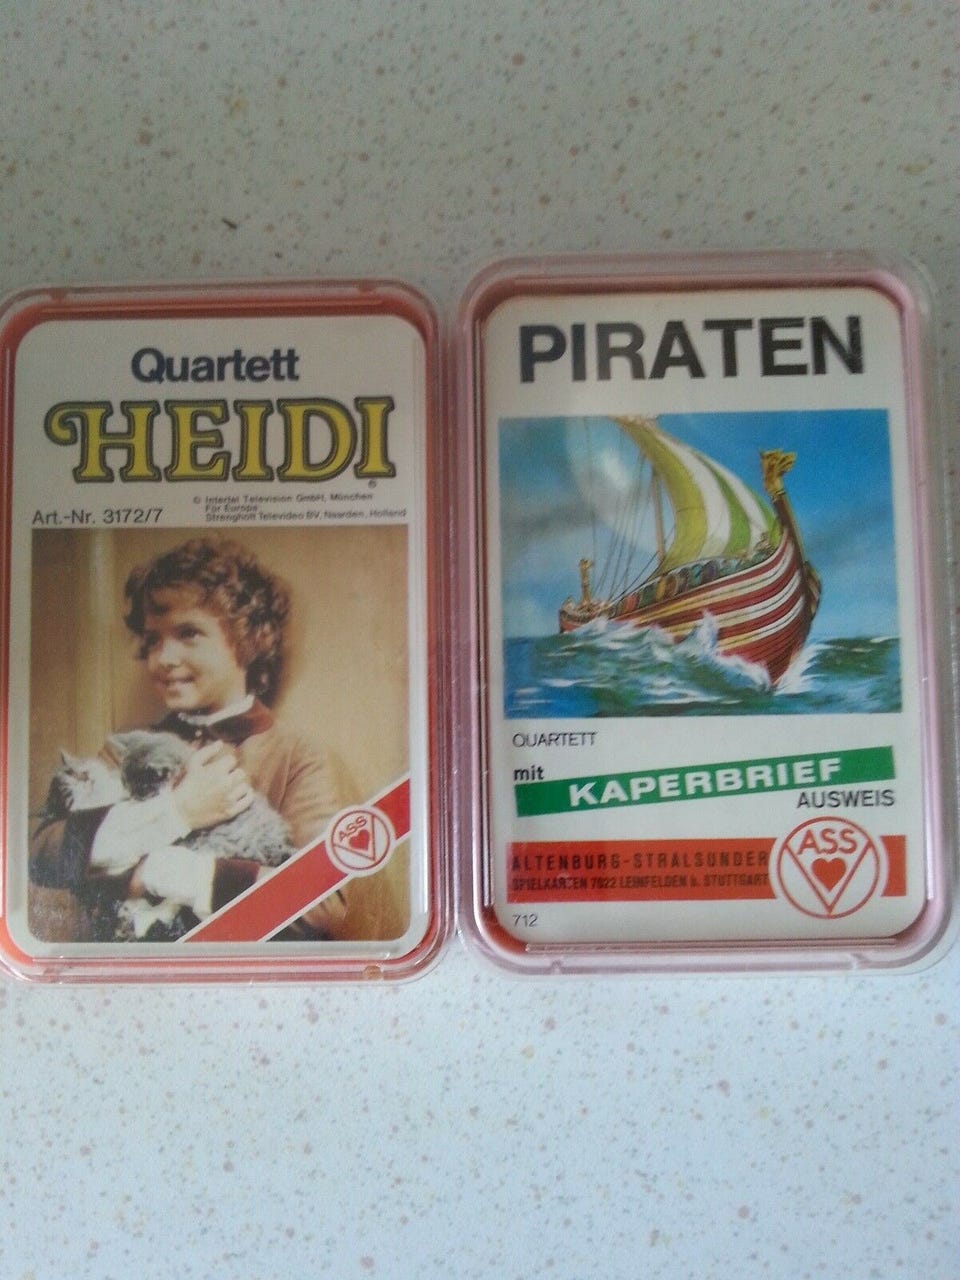 Quartett
HEIDI
®
© Intertel Television GmbH, München
Für Europa
Strengholt Televideo BV, Naarden, Holland
Art.-Nr. 3172/7
ASS
PIRATEN
QUARTETT
mit KAPERBRIEF
AUSWEIS
ALTENBURG-STRALSUNDER
SPIELKARTEN 7022 LEINFELDEN b. STUTTGART
ASS
712